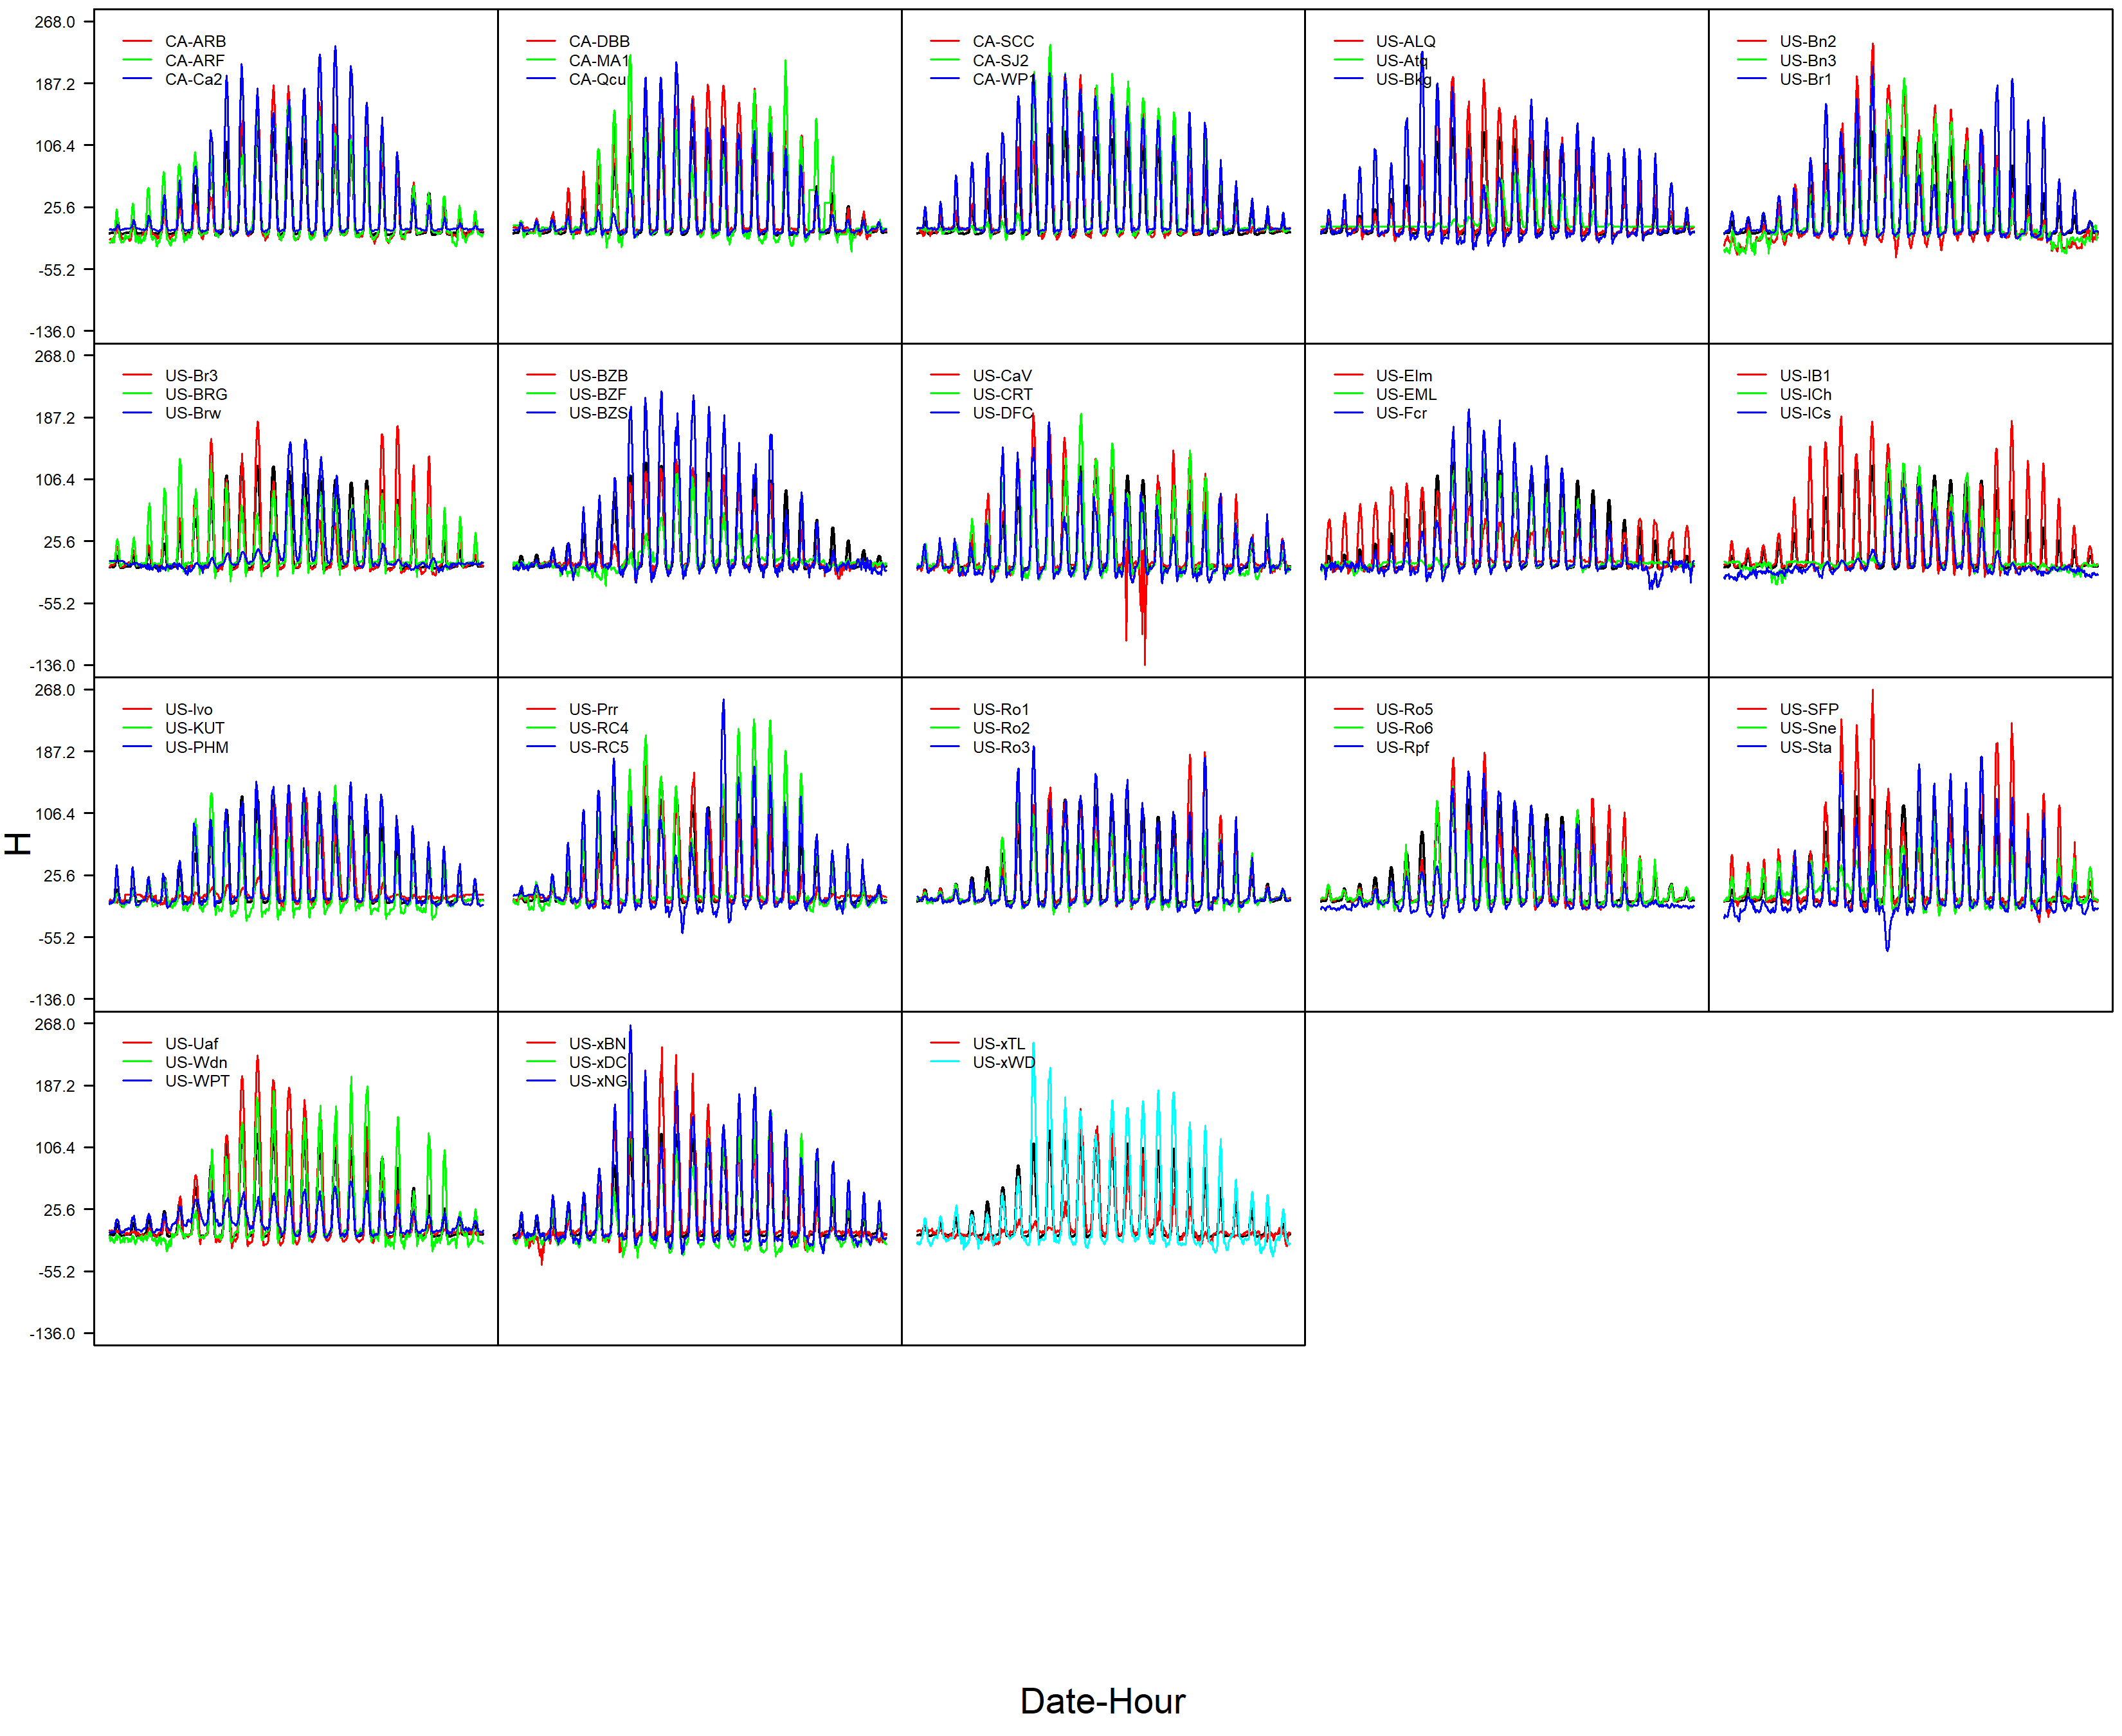 268.0
187.2
106.4
25.6
-55.2
-136.0
CA-ARB
CA-ARF
CA-Ca2
CA-DBB
CA-MA1
CA-Qcu
CA-SCC
CA-SJ2
CA-WP1
US-ALQ
US-Atq
US-Bkg
US-Bn2
US-Bn3
US-Br1
268.0
187.2
106.4
25.6
-55.2
-136.0
US-Br3
US-BRG
US-Brw
US-BZB
US-BZF
US-BZS
US-CaV
US-CRT
US-DFC
US-Elm
US-EML
US-Fcr
US-IB1
US-ICh
US-ICs
268.0
187.2
106.4
25.6
-55.2
-136.0
US-Ivo
US-KUT
US-PHM
US-Prr
US-RC4
US-RC5
US-Ro1
US-Ro2
US-Ro3
US-Ro5
US-Ro6
US-Rpf
US-SFP
US-Sne
US-Sta
268.0
187.2
106.4
25.6
-55.2
-136.0
US-Uaf
US-Wdn
US-WPT
US-xBN
US-xDC
US-xNG
US-xTL
US-xWD
H
Date-Hour